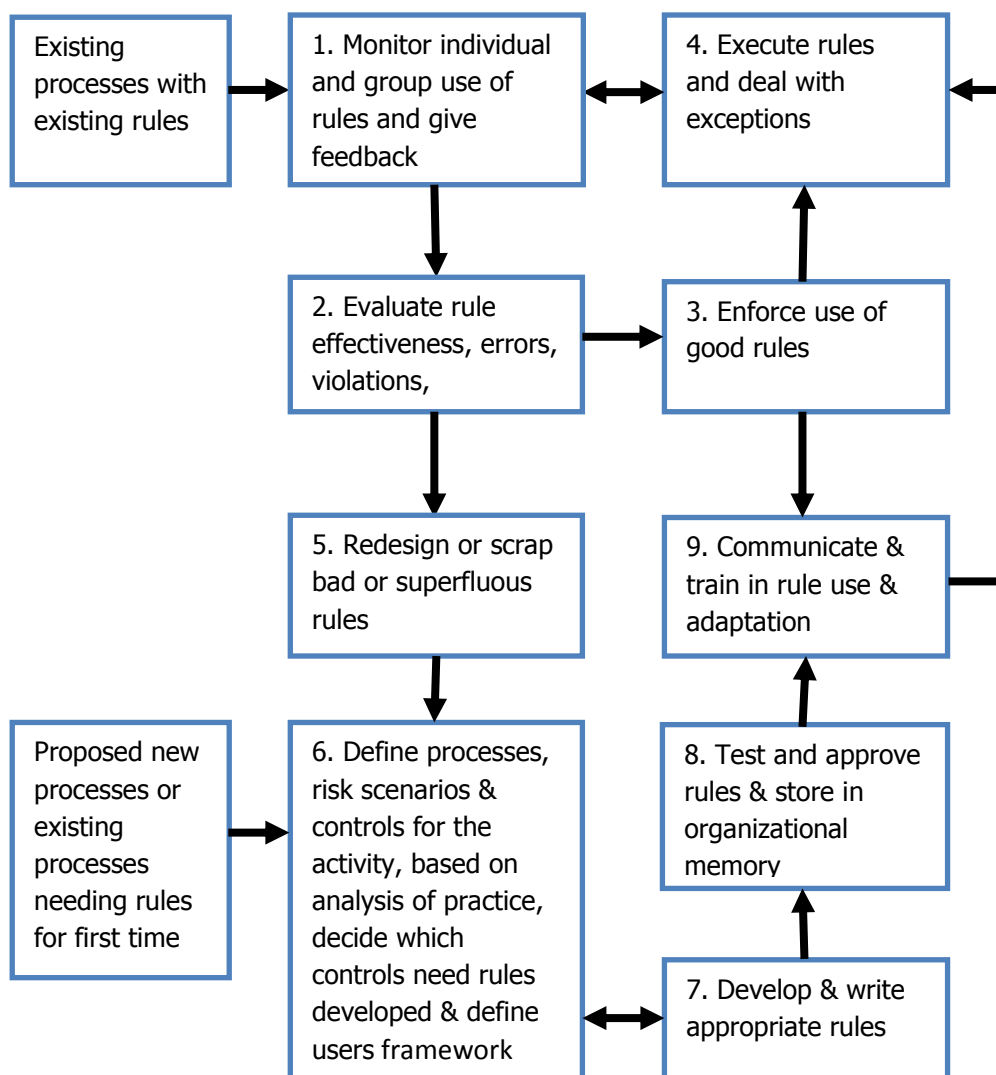 Existing
processes with
existing rules
1. Monitor individual
and group use of
rules and give
feedback
4. Execute rules
and deal with
exceptions
2. Evaluate rule
effectiveness, errors,
violations,
3. Enforce use of
good rules
5. Redesign or scrap
bad or superfluous
rules
9. Communicate &
train in rule use &
adaptation
Proposed new
processes or
existing
processes
needing rules
for first time
6. Define processes,
risk scenarios &
controls for the
activity, based on
analysis of practice,
decide which
controls need rules
developed & define
users framework
8. Test and approve
rules & store in
organizational
memory
7. Develop & write
appropriate rules